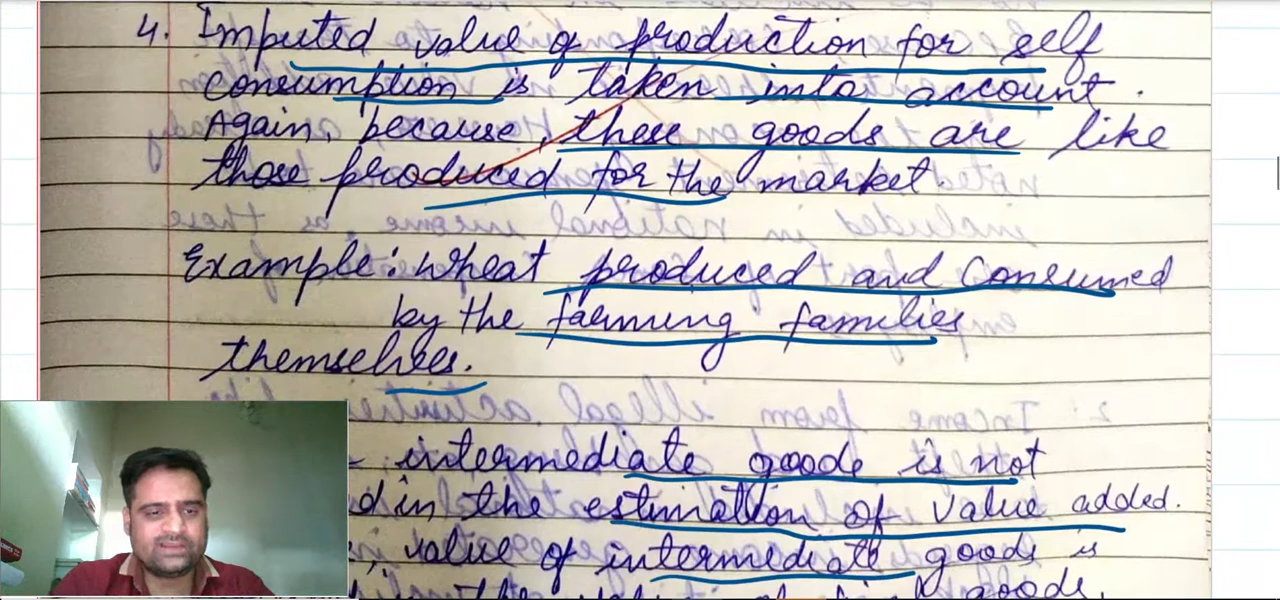 4. Imputed value of production for self
consumption is taken into account.
Again, because, these goods are like
those produced for the market.
Example: wheat produced and consumed
by the farming families
themselves.
intermediate goods is not
d in the estimation of value added.
value of intermediate goods is
goods,